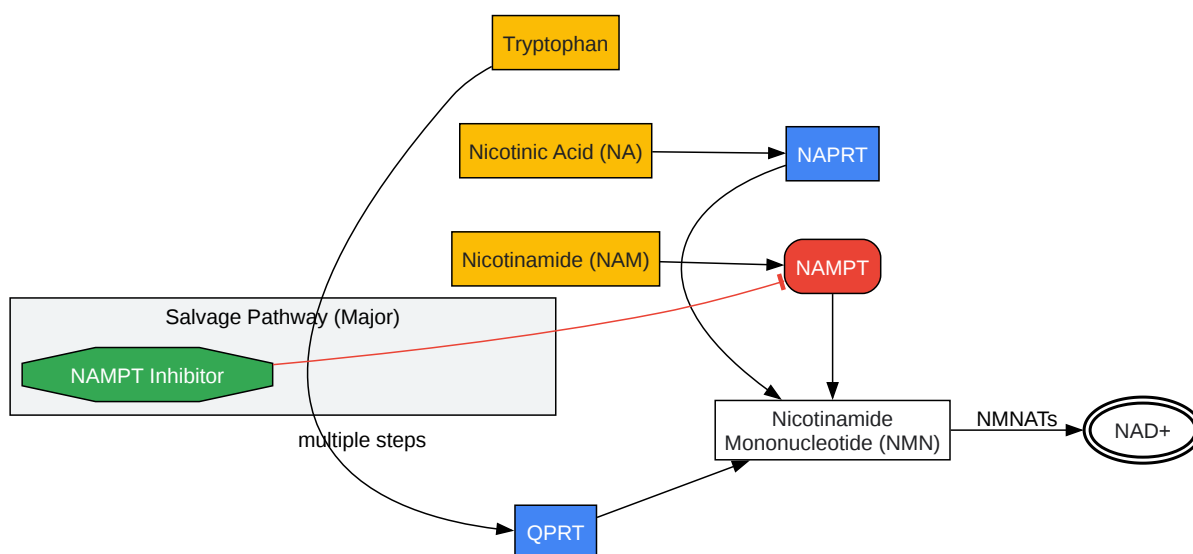 Tryptophan
Nicotinic Acid (NA)
NAPRT
Nicotinamide (NAM)
NAMPT
Salvage Pathway (Major)
NAMPT Inhibitor
multiple steps
Nicotinamide
Mononucleotide (NMN)
NMNATs
NAD+
QPRT